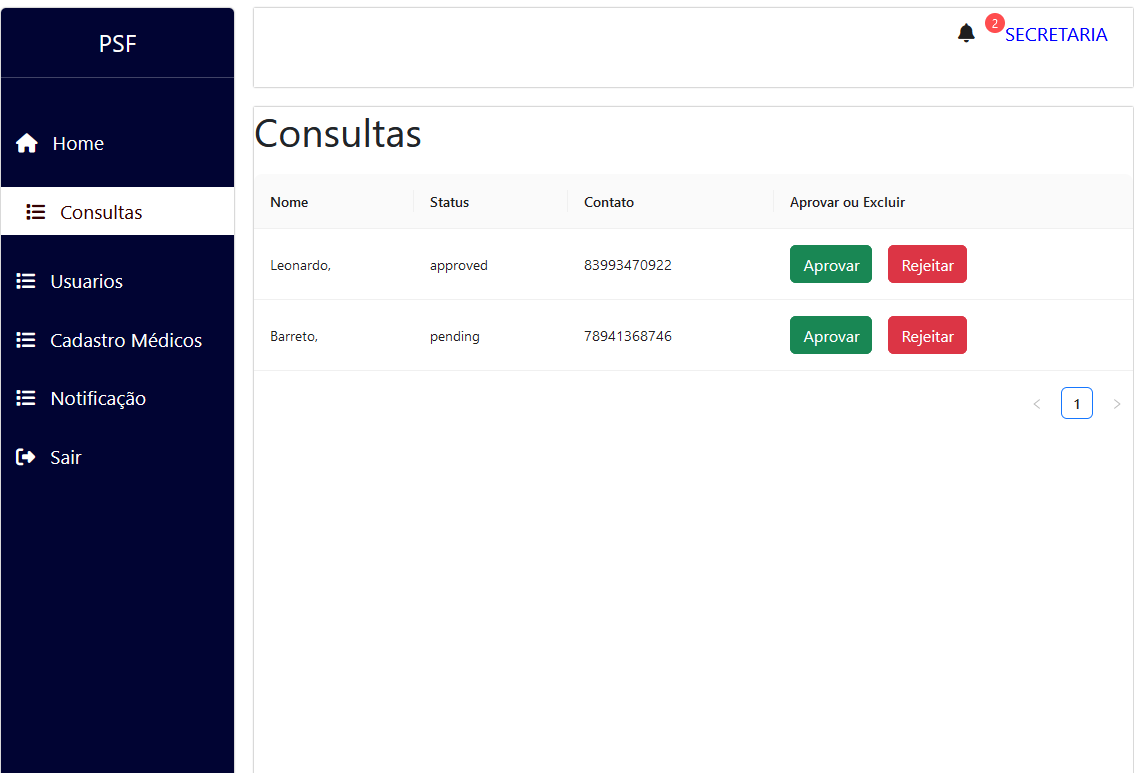 PSF
Home
Consultas
Usuarios
Cadastro Médicos
Notificação
Sair
2
SECRETARIA
Consultas
Nome Status Contato Aprovar ou Excluir
Leonardo, approved 83993470922 Aprovar Rejeitar
Barreto, pending 78941368746 Aprovar Rejeitar
< 1 >